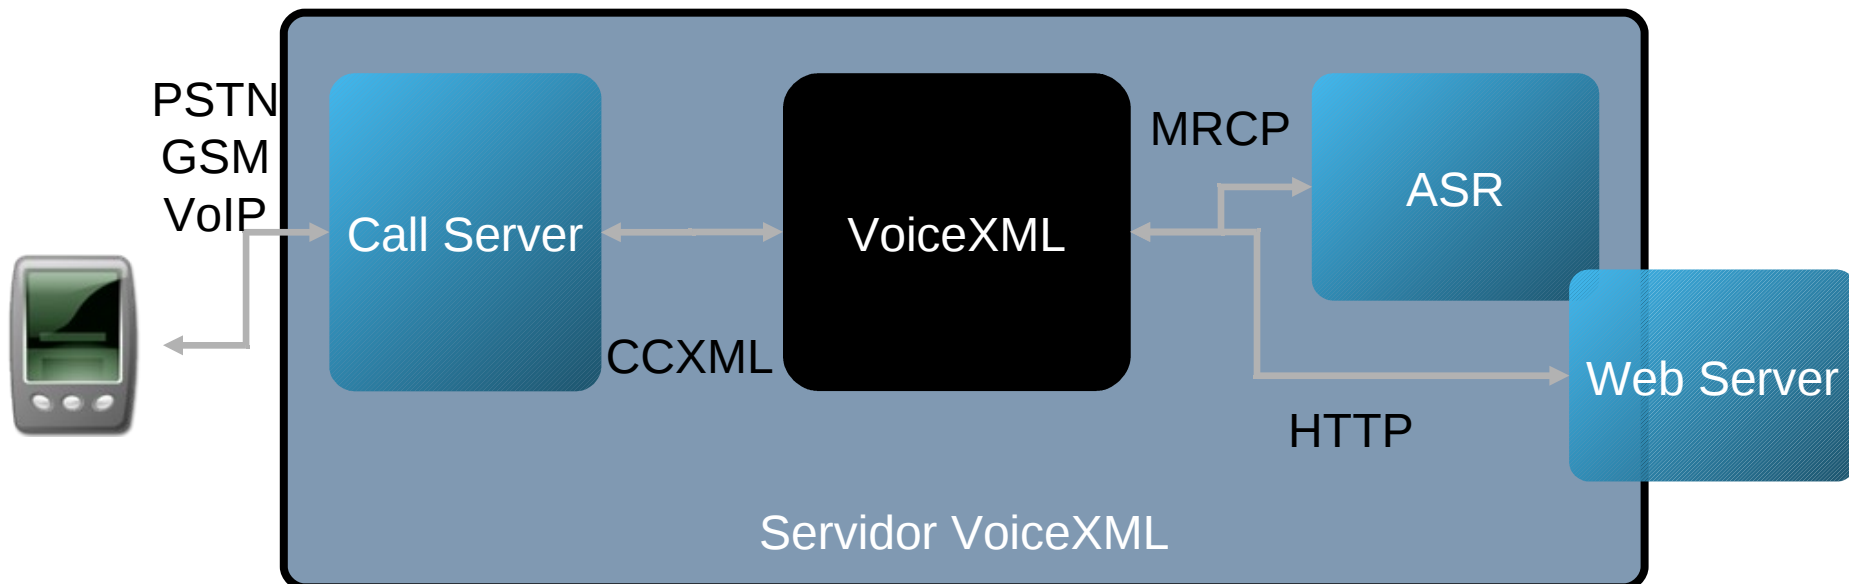 PSTN
GSM
VoIP
Call Server
CCXML
VoiceXML
MRCP
ASR
HTTP
Web Server
Servidor VoiceXML